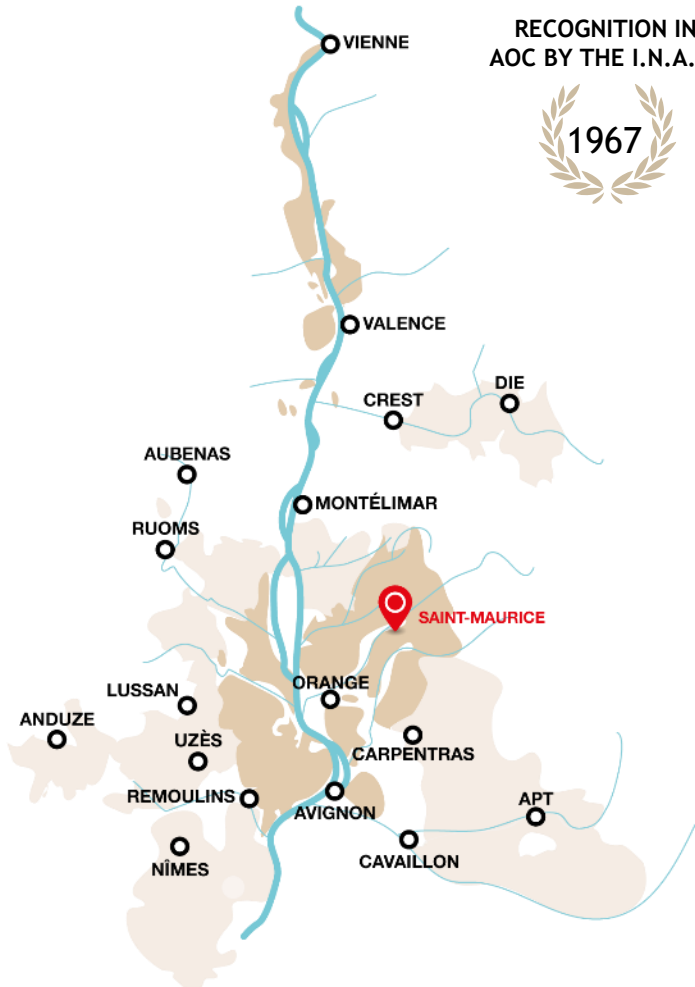 RECOGNITION IN
AOC BY THE I.N.A.
1967
VIENNE
VALENCE
CREST
DIE
AUBENAS
MONTÉLIMAR
RUOMS
SAINT-MAURICE
ORANGE
LUSSAN
ANDUZE
UZÈS
CARPENTRAS
REMOULINS
AVIGNON
APT
NÎMES
CAVAILLON